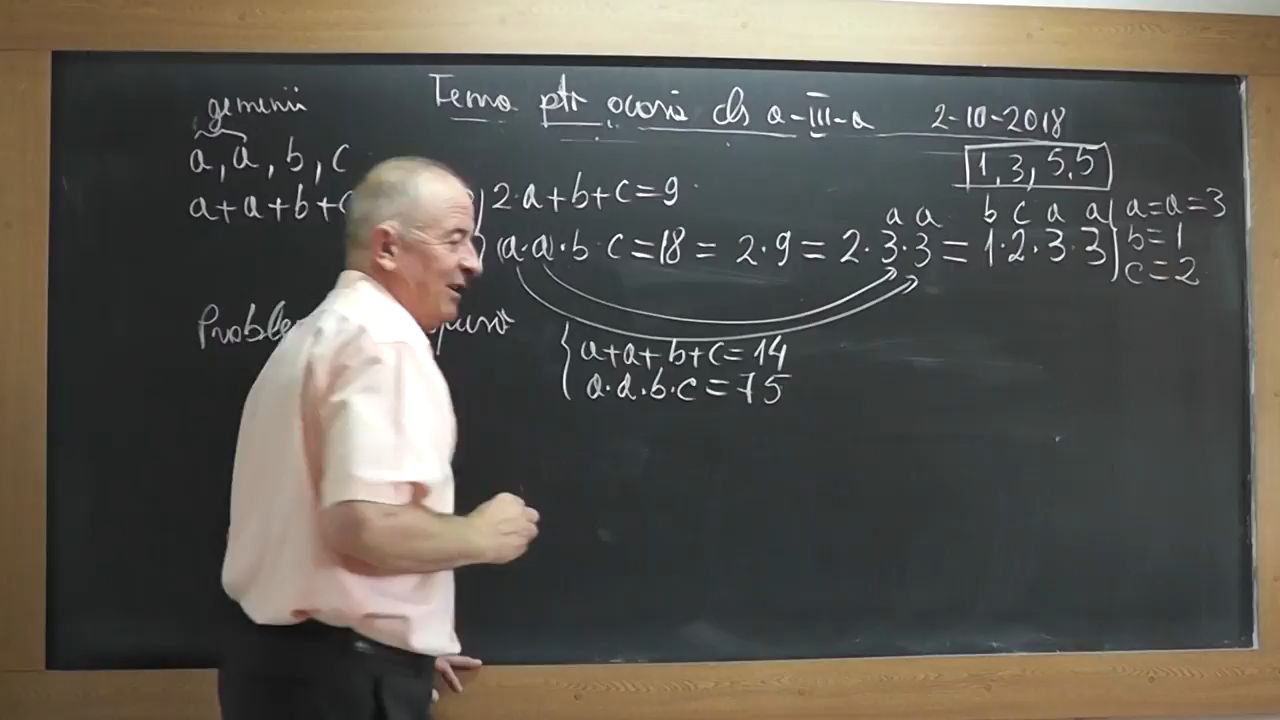 Tema ptr acasă cls a-III-a 2-10-2018
gemenii
a, a, b, c
1, 3, 5, 5
a+a+b+c
2·a+b+c=9
a a b c a a
(a·a)·b·c=18=2·9=2·3·3=1·2·3·3
a=a=3
b=1
c=2
a+a+b+c=14
a·a·b·c=75